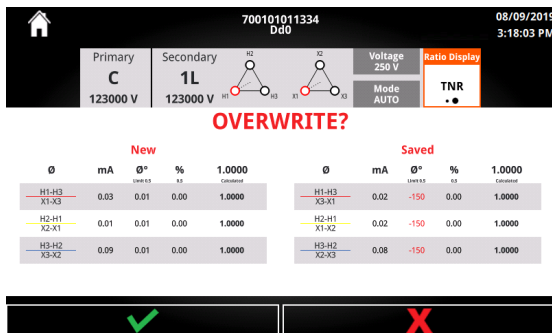 700101011334
Dd0
08/09/2019
3:18:03 PM
Primary
C
123000 V
Secondary
1L
123000 V
H2
H1
H3
X2
X1
X3
Voltage
250 V
Mode
AUTO
Ratio Display
TNR
OVERWRITE?
New
Ø mA Ø° % 1.0000
Limit 0.5 0.5 Calculated
H1-H3
X1-X3 0.03 0.01 0.00 1.0000
H2-H1
X2-X1 0.01 0.01 0.00 1.0000
H3-H2
X3-X2 0.09 0.01 0.00 1.0000
Saved
Ø mA Ø° % 1.0000
Limit 0.5 0.5 Calculated
H1-H3
X3-X1 0.02 -150 0.00 1.0000
H2-H1
X1-X2 0.02 -150 0.00 1.0000
H3-H2
X2-X3 0.08 -150 0.00 1.0000